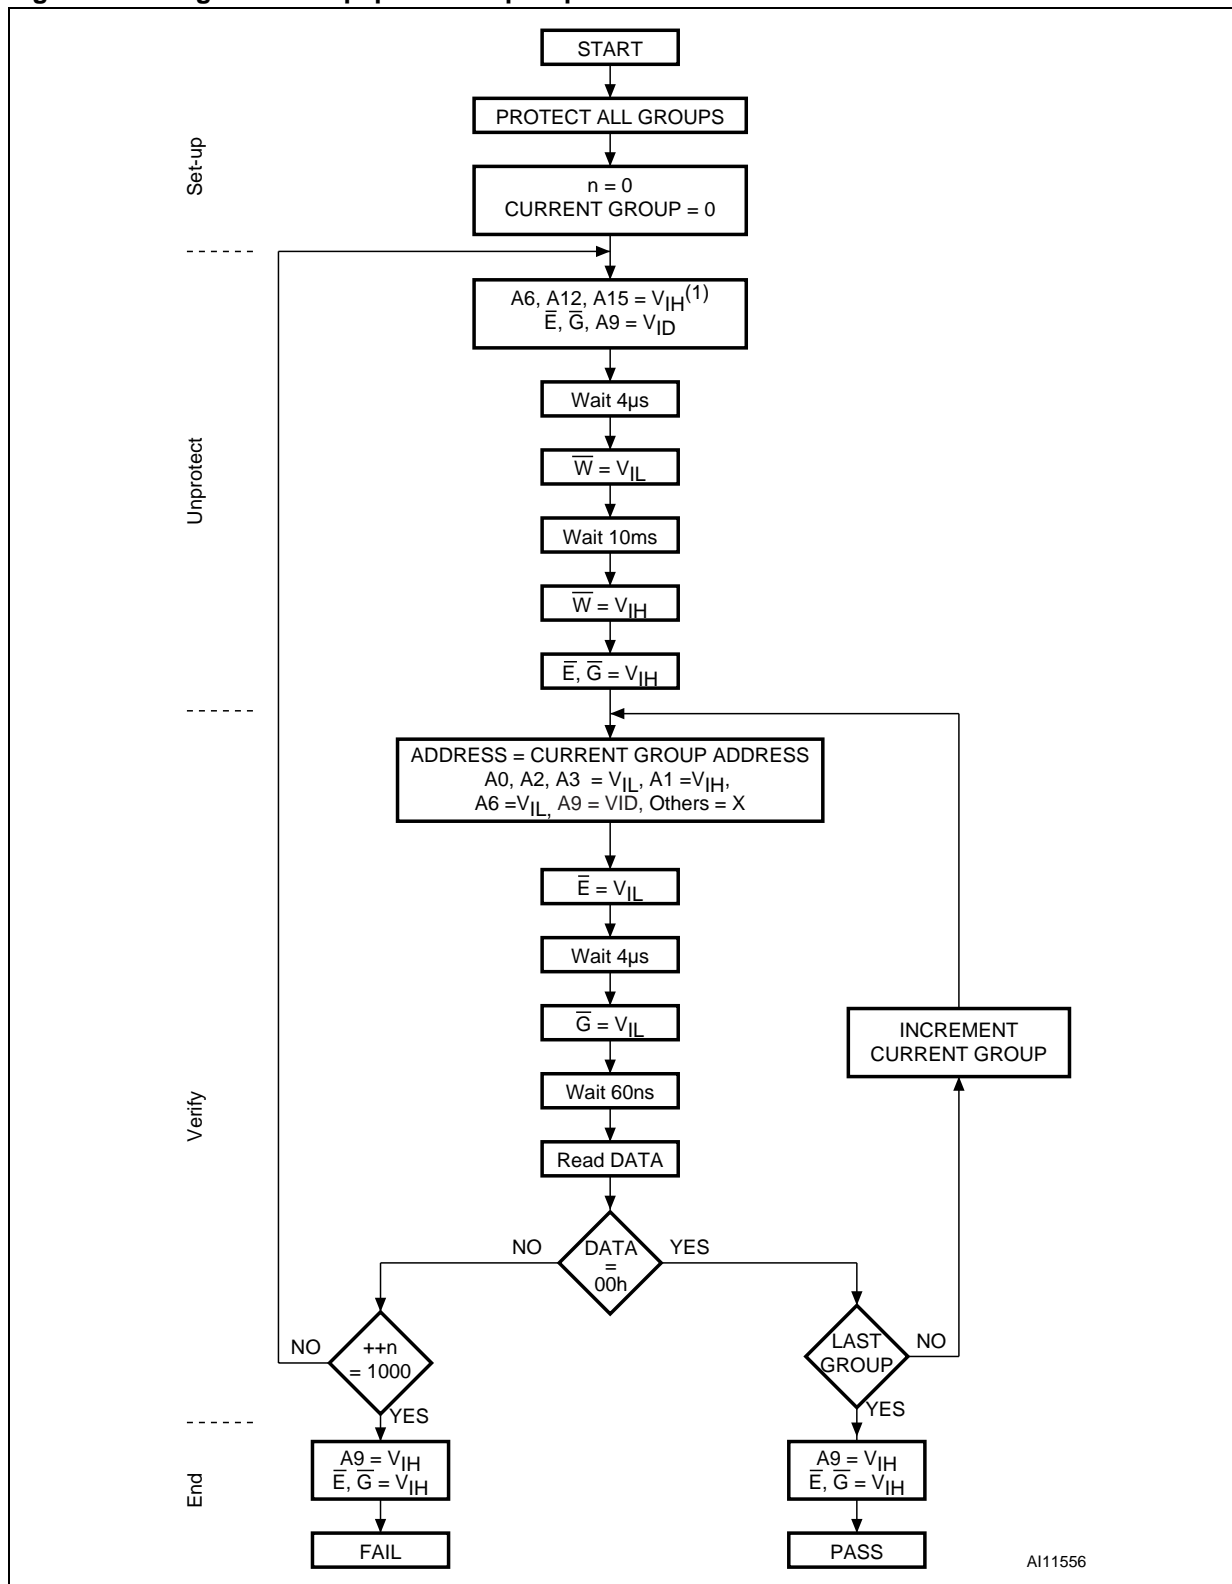 START
PROTECT ALL GROUPS
Set-up
n = 0
CURRENT GROUP = 0
A6, A12, A15 = VIH(1)
E̅, G̅, A9 = VID
Wait 4µs
Unprotect
W̅ = VIL
Wait 10ms
W̅ = VIH
E̅, G̅ = VIH
ADDRESS = CURRENT GROUP ADDRESS
A0, A2, A3 = VIL, A1 =VIH,
A6 =VIL, A9 = VID, Others = X
E̅ = VIL
Wait 4µs
G̅ = VIL
INCREMENT
CURRENT GROUP
Wait 60ns
Verify
Read DATA
NO
DATA
=
00h
YES
NO
++n
= 1000
YES
LAST
GROUP
NO
YES
End
A9 = VIH
E̅, G̅ = VIH
A9 = VIH
E̅, G̅ = VIH
FAIL
PASS
AI11556